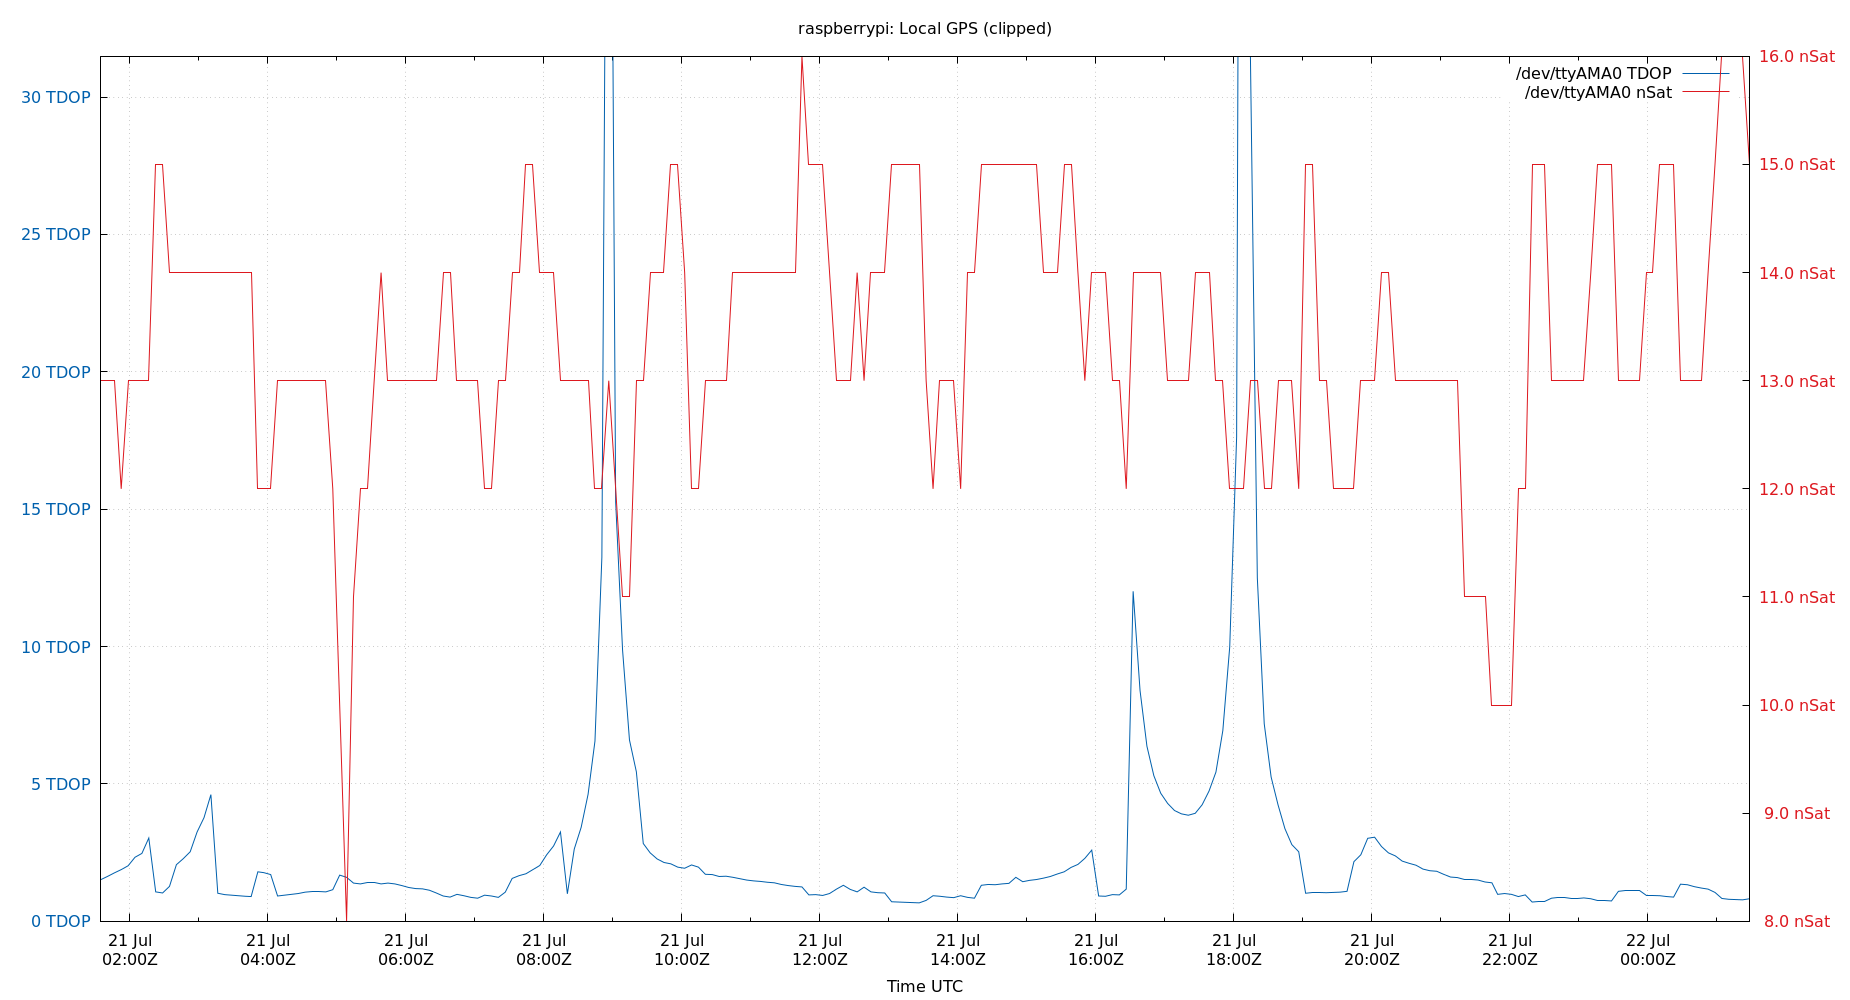 raspberrypi: Local GPS (clipped)
/dev/ttyAMA0 TDOP
/dev/ttyAMA0 nSat
30 TDOP
25 TDOP
20 TDOP
15 TDOP
10 TDOP
5 TDOP
0 TDOP
16.0 nSat
15.0 nSat
14.0 nSat
13.0 nSat
12.0 nSat
11.0 nSat
10.0 nSat
9.0 nSat
8.0 nSat
21 Jul
02:00Z
21 Jul
04:00Z
21 Jul
06:00Z
21 Jul
08:00Z
21 Jul
10:00Z
21 Jul
12:00Z
21 Jul
14:00Z
21 Jul
16:00Z
21 Jul
18:00Z
21 Jul
20:00Z
21 Jul
22:00Z
22 Jul
00:00Z
Time UTC